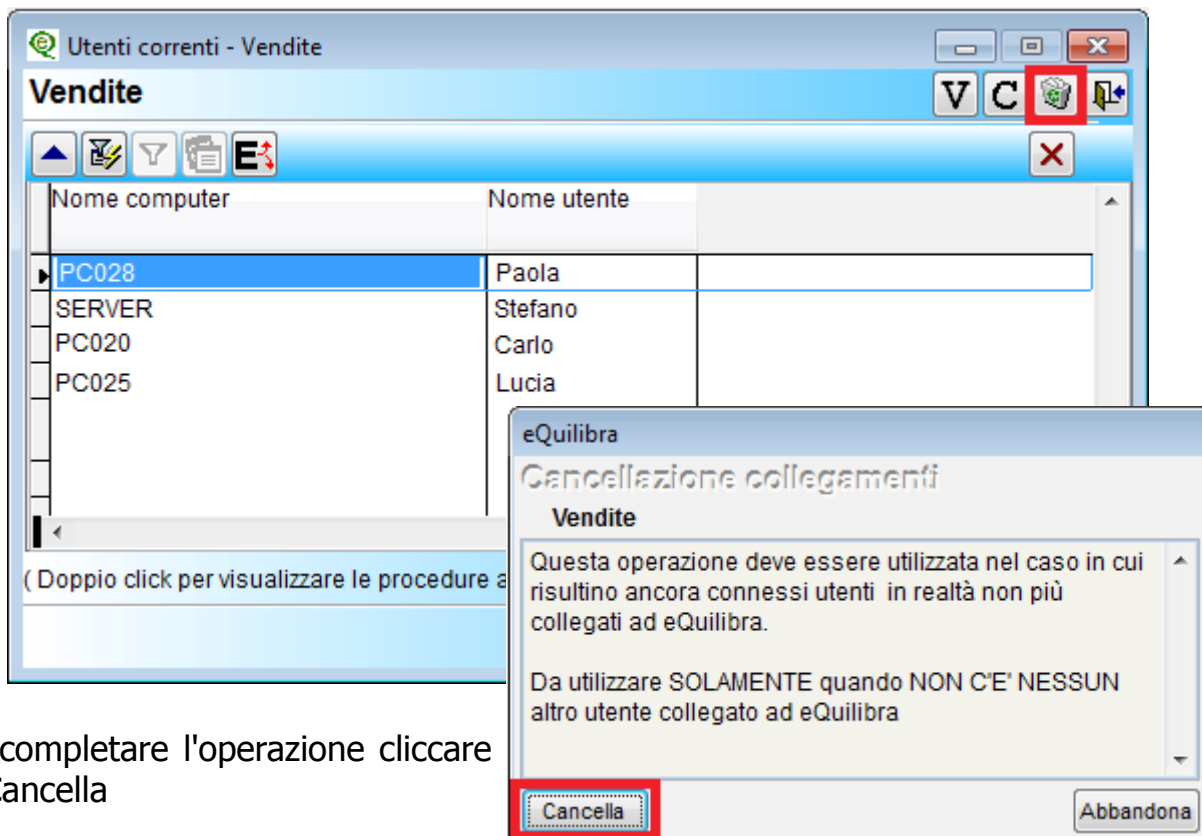 Utenti correnti - Vendite
Vendite
V C
E
Nome computer Nome utente
PC028 Paola
SERVER Stefano
PC020 Carlo
PC025 Lucia
( Doppio click per visualizzare le procedure a
eQuilibra
Cancellazione collegamenti
Vendite
Questa operazione deve essere utilizzata nel caso in cui
risultino ancora connessi utenti in realtà non più
collegati ad eQuilibra.
Da utilizzare SOLAMENTE quando NON C'E' NESSUN
altro utente collegato ad eQuilibra
Cancella Abbandona
completare l'operazione cliccare
Cancella